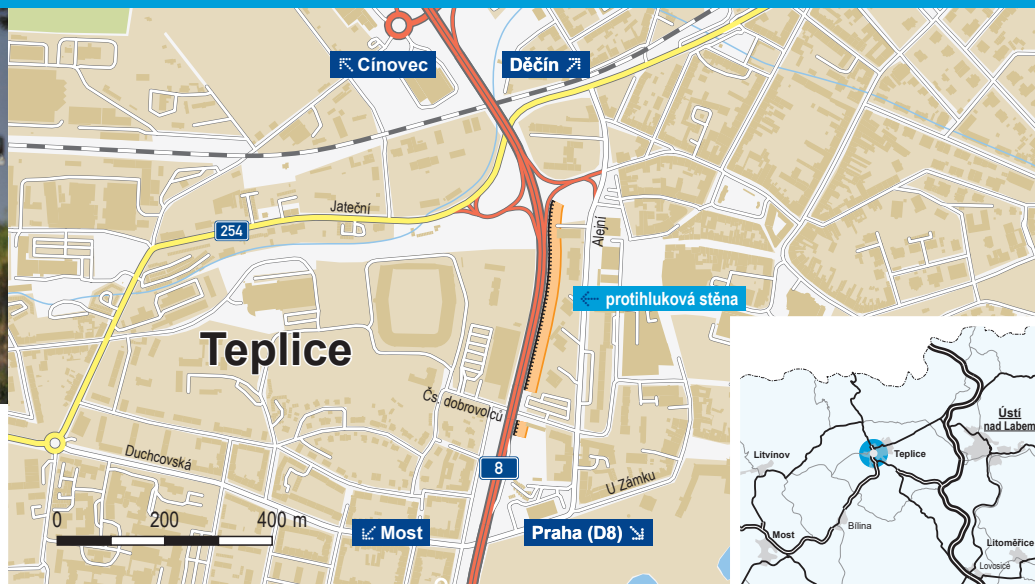 Cínovec
Děčín
Jateční
254
Alejní
protihluková stěna
Teplice
Čs. dobrovolců
Duchcovská
8
U Zámku
0 200 400 m
Most
Praha (D8)
Ústí
nad Labem
Litvínov
Teplice
Bílina
Most
Litoměřice
Lovosice